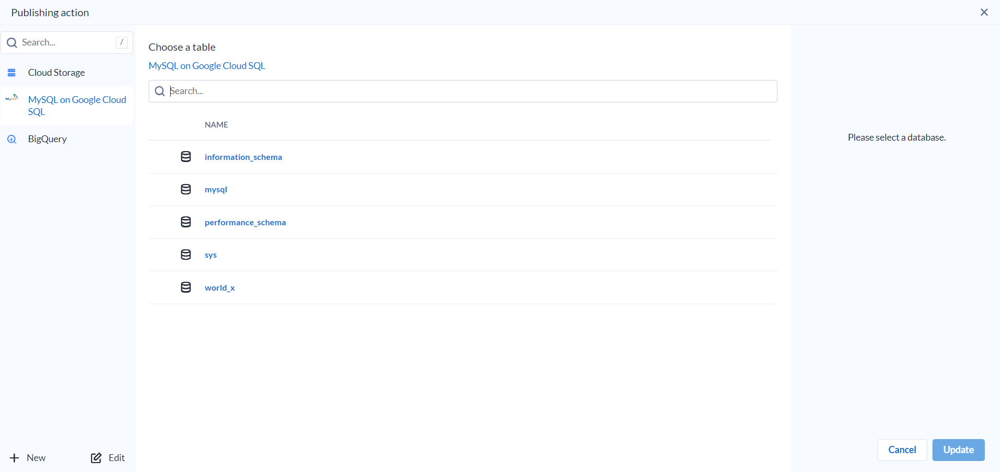 Publishing action
Search...
/
Cloud Storage
MySQL
MySQL on Google Cloud
SQL
BigQuery
New
Edit
Choose a table
MySQL on Google Cloud SQL
Search...
NAME
information_schema
mysql
performance_schema
sys
world_x
Please select a database.
Cancel
Update